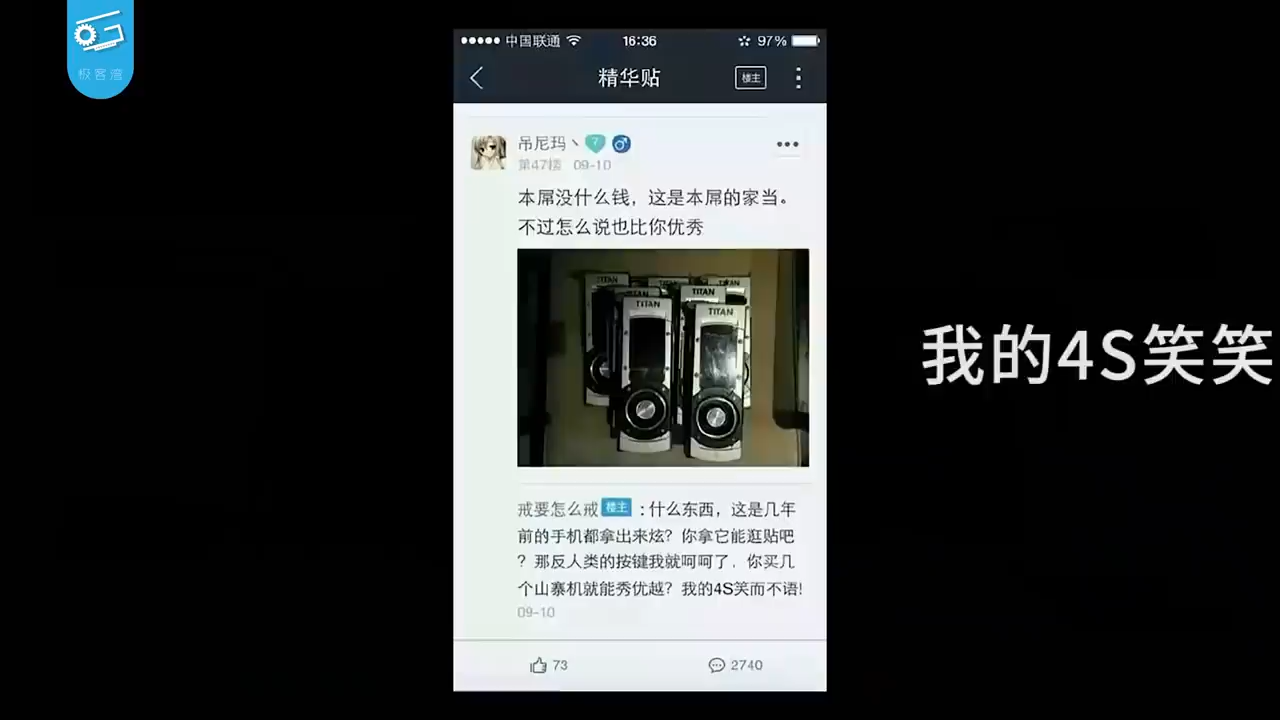 极客湾
中国联通
16:36
97%
精华贴
楼主
吊尼玛丶
第47楼 09-10
本屌没什么钱，这是本屌的家当。
不过怎么说也比你优秀
TITAN
TITAN
TITAN
TITAN
TITAN
我的4S笑笑
戒要怎么戒 楼主 ：什么东西，这是几年
前的手机都拿出来炫？你拿它能逛贴吧
？那反人类的按键我就呵呵了，你买几
个山寨机就能秀优越？我的4S笑而不语!
09-10
73
2740